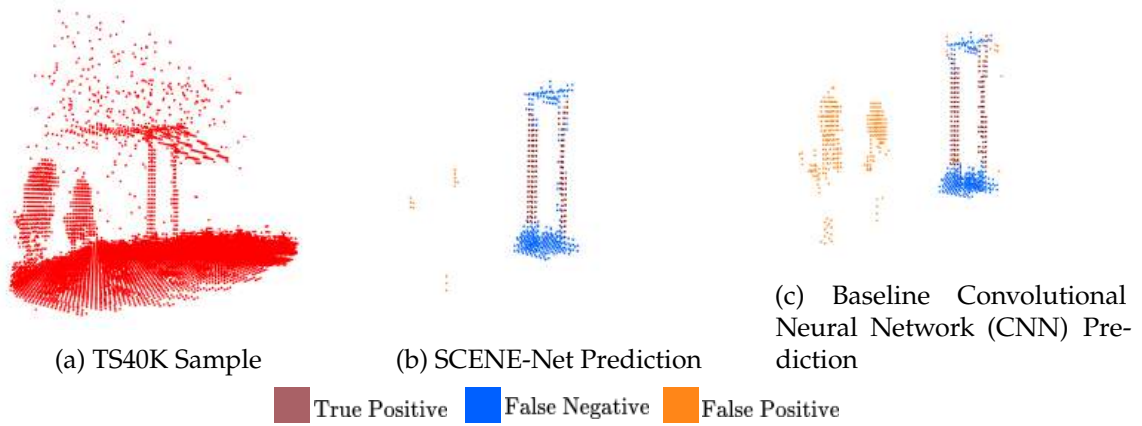 (a) TS40K Sample
(b) SCENE-Net Prediction
(c) Baseline Convolutional
Neural Network (CNN) Pre-
diction
True Positive
False Negative
False Positive